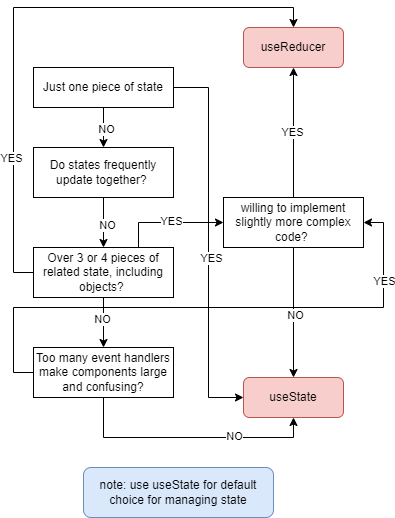 useReducer
Just one piece of state
NO
YES
YES
Do states frequently
update together?
NO
YES
willing to implement
slightly more complex
code?
Over 3 or 4 pieces of
related state, including
objects?
YES
YES
NO
NO
Too many event handlers
make components large
and confusing?
useState
NO
note: use useState for default
choice for managing state